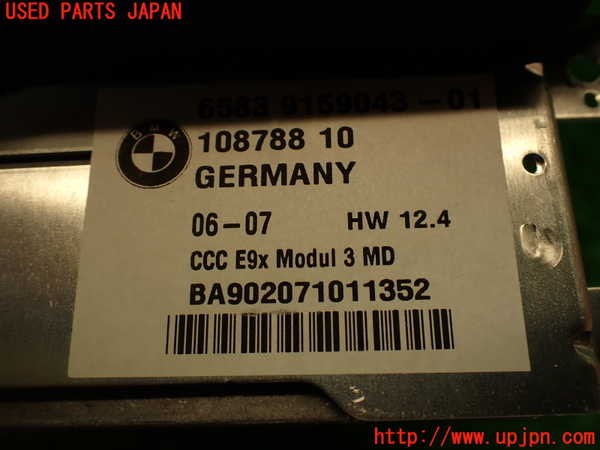 USED PARTS JAPAN
6583 9159043-01
BMW
108788 10
GERMANY
06-07 HW 12.4
CCC E9x Modul 3 MD
BA902071011352
http://www.upjpn.com/